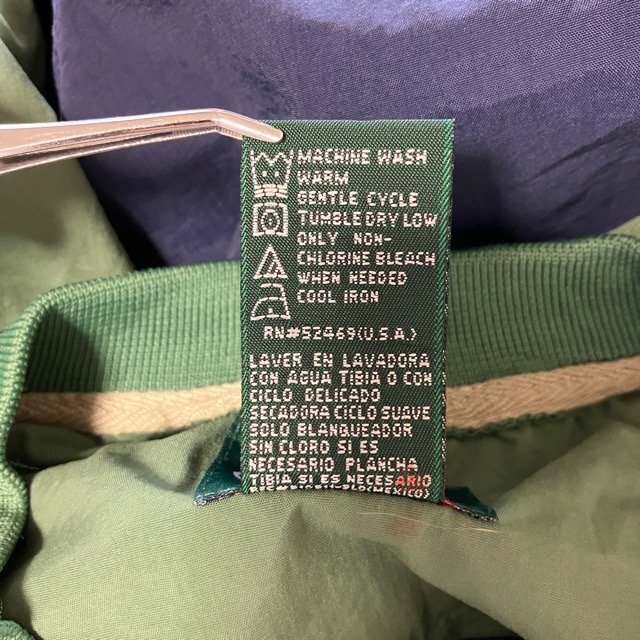 MACHINE WASH
WARM
GENTLE CYCLE
TUMBLE DRY LOW
ONLY NON-
CHLORINE BLEACH
WHEN NEEDED
COOL IRON
RN#52469(U.S.A.)
LAVER EN LAVADORA
CON AGUA TIBIA O CON
CICLO DELICADO
SECADORA CICLO SUAVE
SOLO BLANQUEADOR
SIN CLORO SI ES
NECESARIO PLANCHA
TIBIA SI ES NECESARIO
(MEXICO)